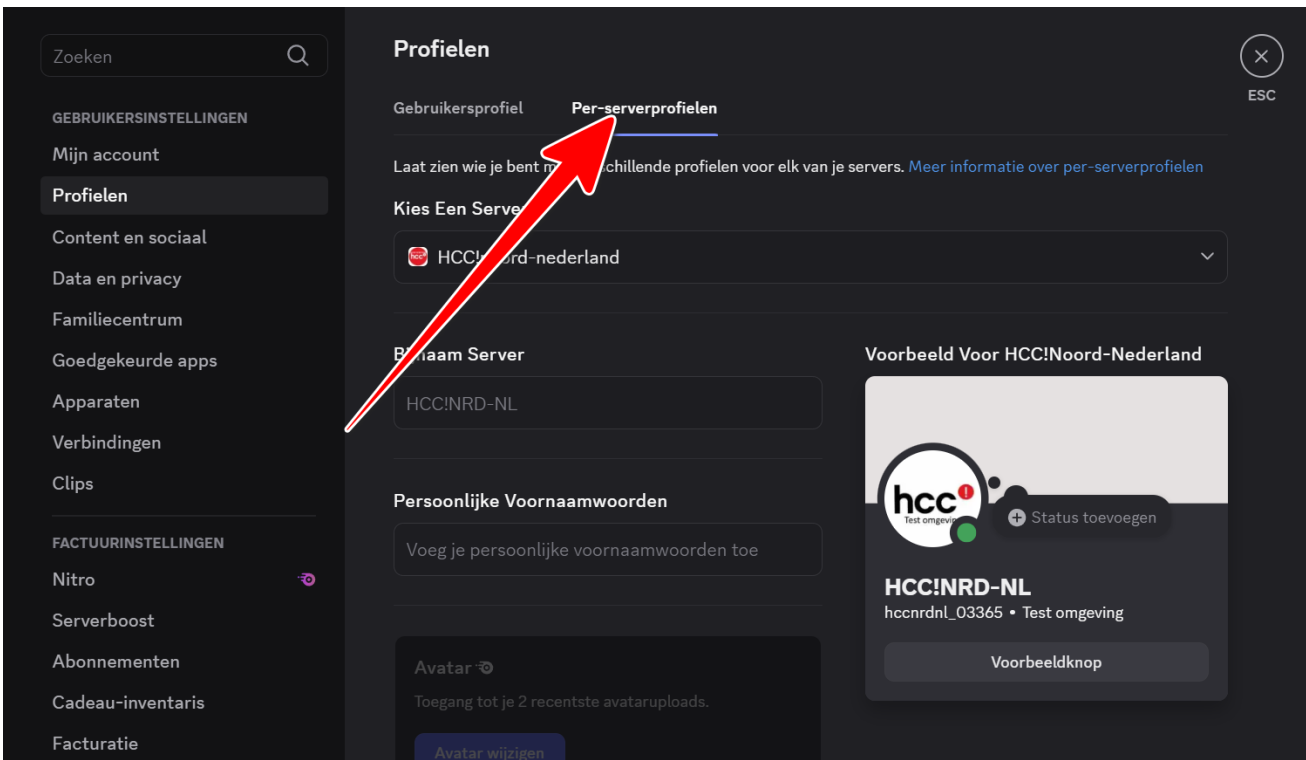 Zoeken
GEBRUIKERSINSTELLINGEN
Mijn account
Profielen
Content en sociaal
Data en privacy
Familiecentrum
Goedgekeurde apps
Apparaten
Verbindingen
Clips
FACTUURINSTELLINGEN
Nitro
Serverboost
Abonnementen
Cadeau-inventaris
Facturatie
Profielen
ESC
Gebruikersprofiel Per-serverprofielen
Laat zien wie je bent profielen voor elk van je servers. Meer informatie over per-serverprofielen
Kies Een Server
hcc!
HCC!Noord-nederland
Bijnaam Server
HCC!NRD-NL
Persoonlijke Voornaamwoorden
Voeg je persoonlijke voornaamwoorden toe
Avatar
Toegang tot je 2 recentste avataruploads.
Avatar wijzigen
Voorbeeld Voor HCC!Noord-Nederland
hcc!
Test omgeving
Status toevoegen
HCC!NRD-NL
hccnrdnl_03365 • Test omgeving
Voorbeeldknop